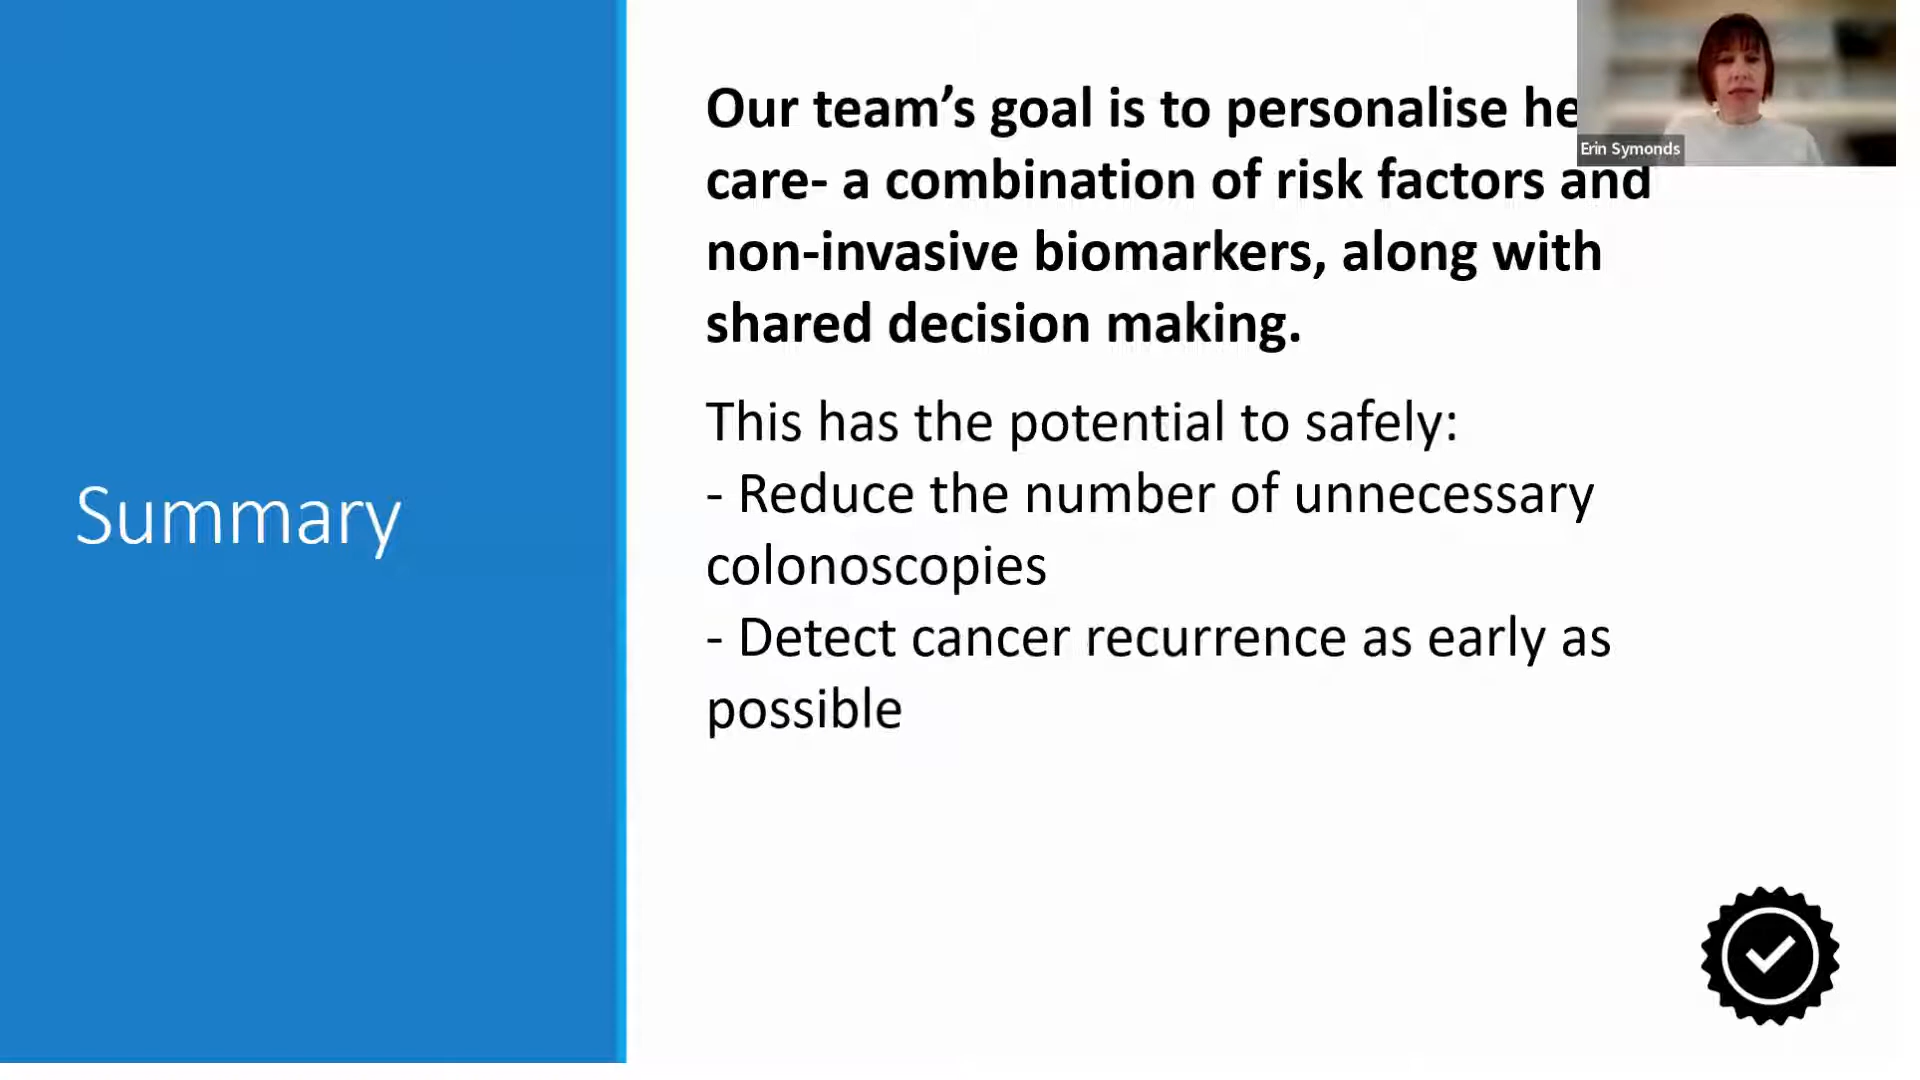 Our team’s goal is to personalise
care- a combination of risk factors and
non-invasive biomarkers, along with
shared decision making.
This has the potential to safely:
- Reduce the number of unnecessary
colonoscopies
- Detect cancer recurrence as early as
possible
Summary
Erin Symonds